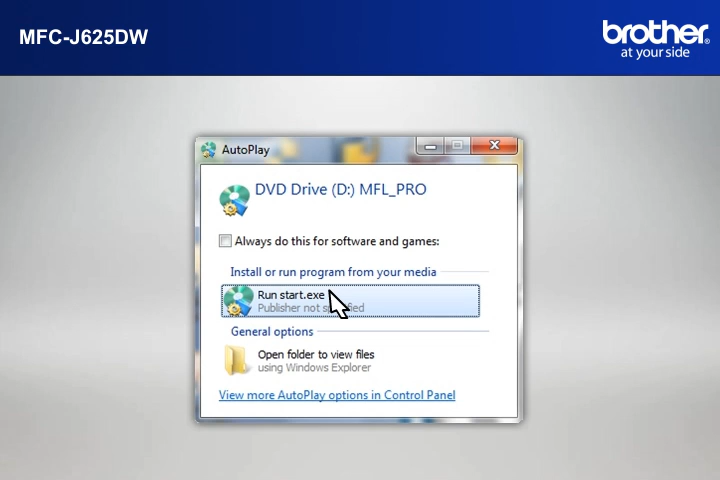 MFC-J625DW
brother®
at your side
AutoPlay
DVD Drive (D:) MFL_PRO
Always do this for software and games:
Install or run program from your media
Run start.exe
Publisher not specified
General options
Open folder to view files
using Windows Explorer
View more AutoPlay options in Control Panel